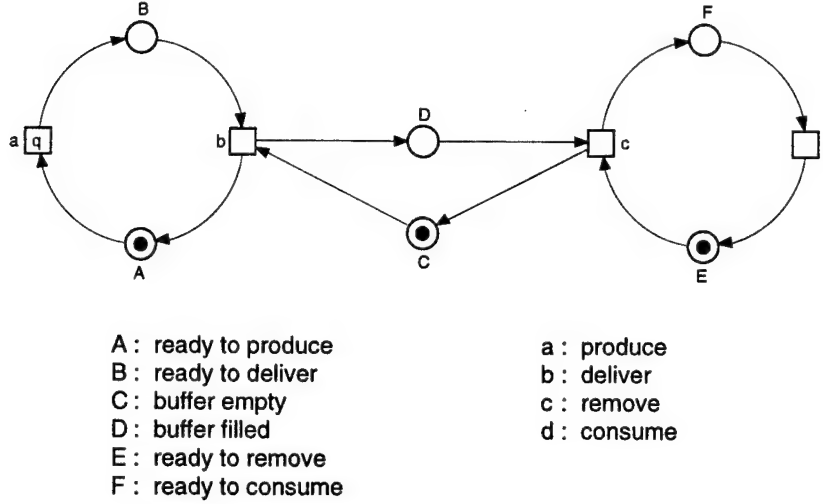 B
F
D
a q
b
c
A
C
E
A : ready to produce
B : ready to deliver
C : buffer empty
D : buffer filled
E : ready to remove
F : ready to consume
a : produce
b : deliver
c : remove
d : consume